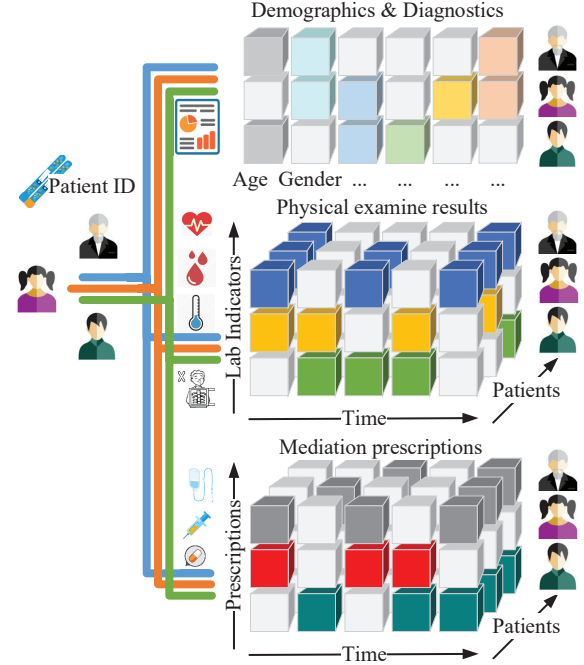 Demographics & Diagnostics
Patient ID
Age Gender ... ... ... ...
Physical examine results
Lab Indicators
Patients
Time
Mediation prescriptions
Prescriptions
Patients
Time